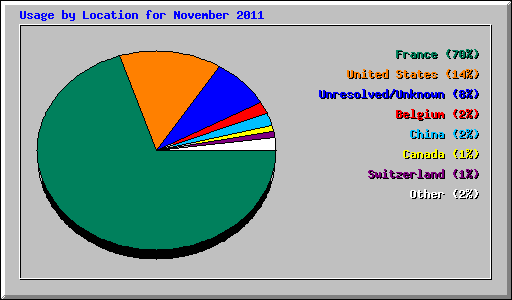 Usage by Location for November 2011
France (70%)
United States (14%)
Unresolved/Unknown (8%)
Belgium (2%)
China (2%)
Canada (1%)
Switzerland (1%)
Other (2%)